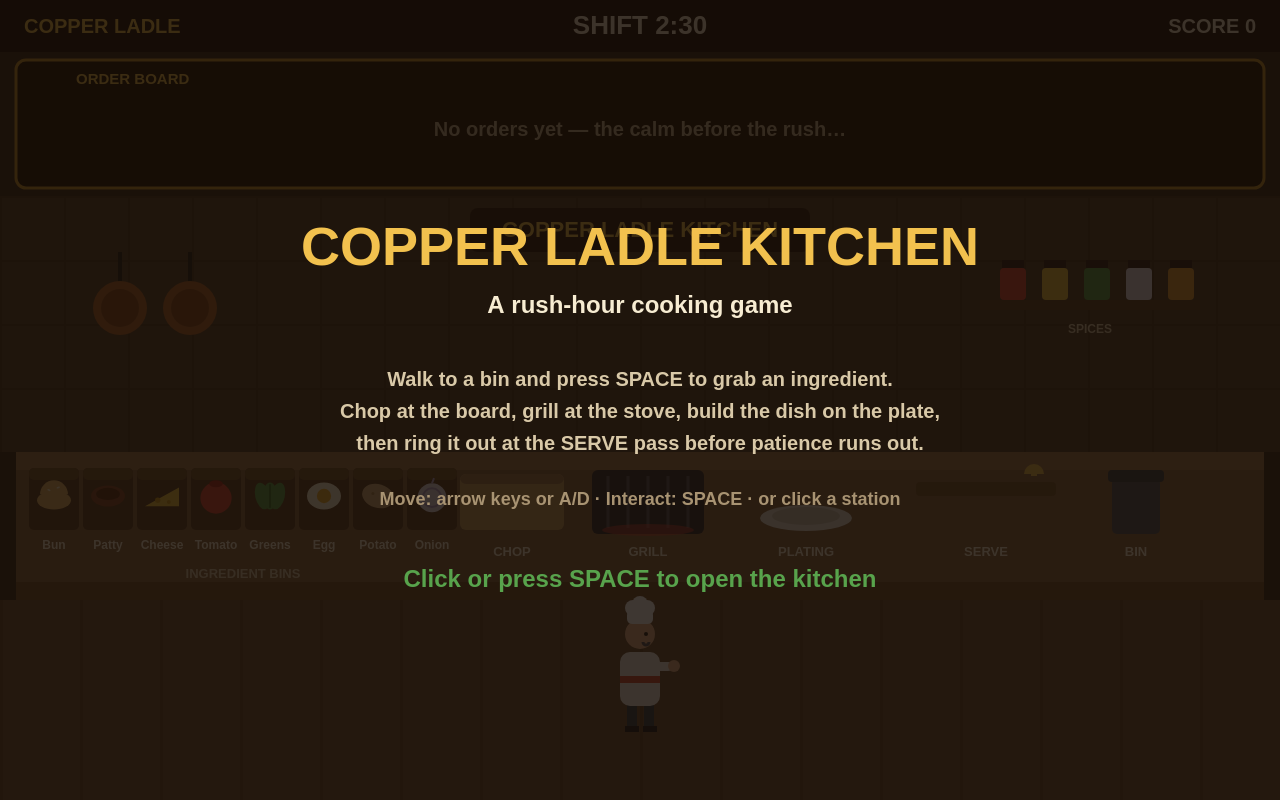 COPPER LADLE
SHIFT 2:30
SCORE 0
ORDER BOARD
No orders yet — the calm before the rush…
COPPER LADLE KITCHEN
COPPER LADLE KITCHEN
A rush-hour cooking game
SPICES
Walk to a bin and press SPACE to grab an ingredient.
Chop at the board, grill at the stove, build the dish on the plate,
then ring it out at the SERVE pass before patience runs out.
Move: arrow keys or A/D · Interact: SPACE · or click a station
Bun Patty Cheese Tomato Greens Egg Potato Onion
CHOP GRILL PLATING SERVE BIN
INGREDIENT BINS
Click or press SPACE to open the kitchen